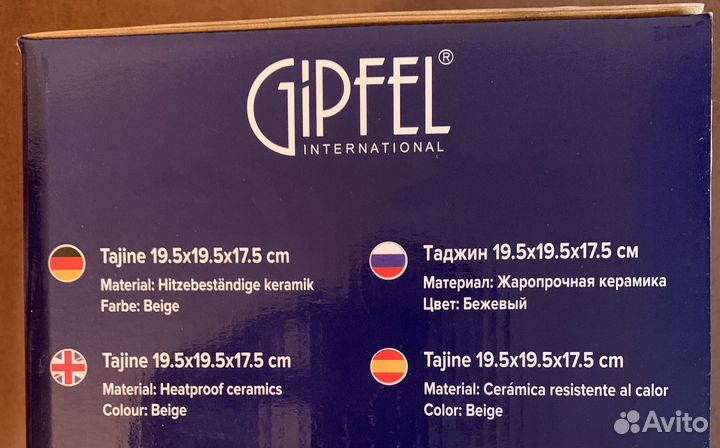 GiPFEL®
INTERNATIONAL
Tajine 19.5x19.5x17.5 cm
Material: Hitzebeständige keramik
Farbe: Beige
Таджин 19.5x19.5x17.5 см
Материал: Жаропрочная керамика
Цвет: Бежевый
Tajine 19.5x19.5x17.5 cm
Material: Heatproof ceramics
Colour: Beige
Tajine 19.5x19.5x17.5 cm
Material: Cerámica resistente al calor
Color: Beige
Avito